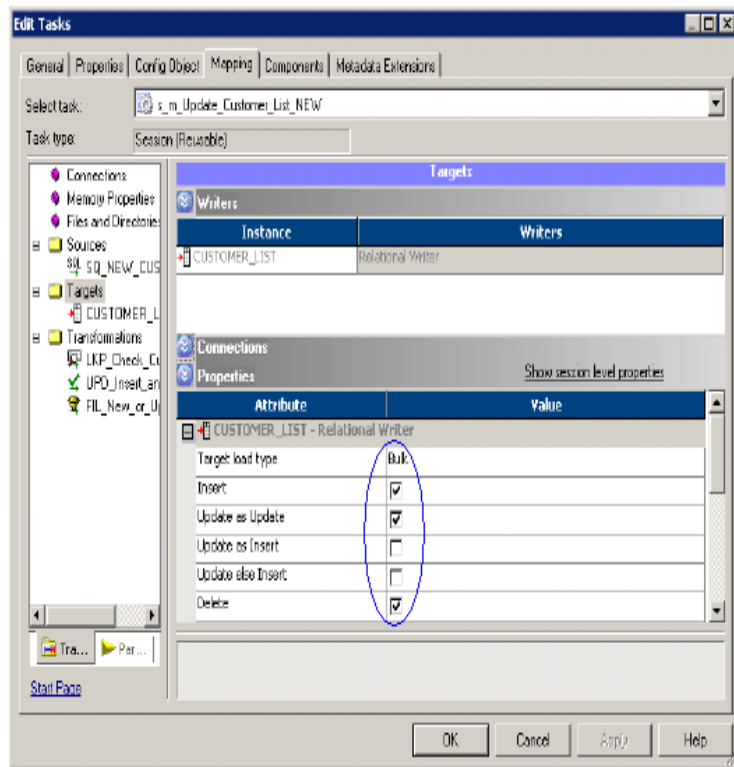 Edit Tasks
General Properties Config Object Mapping Components Metadata Extensions
Select task: s_m_Update_Customer_List_NEW
Task type: Session (Reusable)
Connections
Memory Properties
Files and Directories
Sources
SQ_NEW_CUS
Targets
CUSTOMER_L
Transformations
LKP_Check_Cu
UPD_Insert_an
FIL_New_or_U
Tra... Par...
Start Page
Targets
Writers
Instance Writers
CUSTOMER_LIST Relational Writer
Connections
Properties Show session level properties
Attribute Value
CUSTOMER_LIST - Relational Writer
Target load type Bulk
Insert
Update as Update
Update as Insert
Update else Insert
Delete
OK Cancel Apply Help